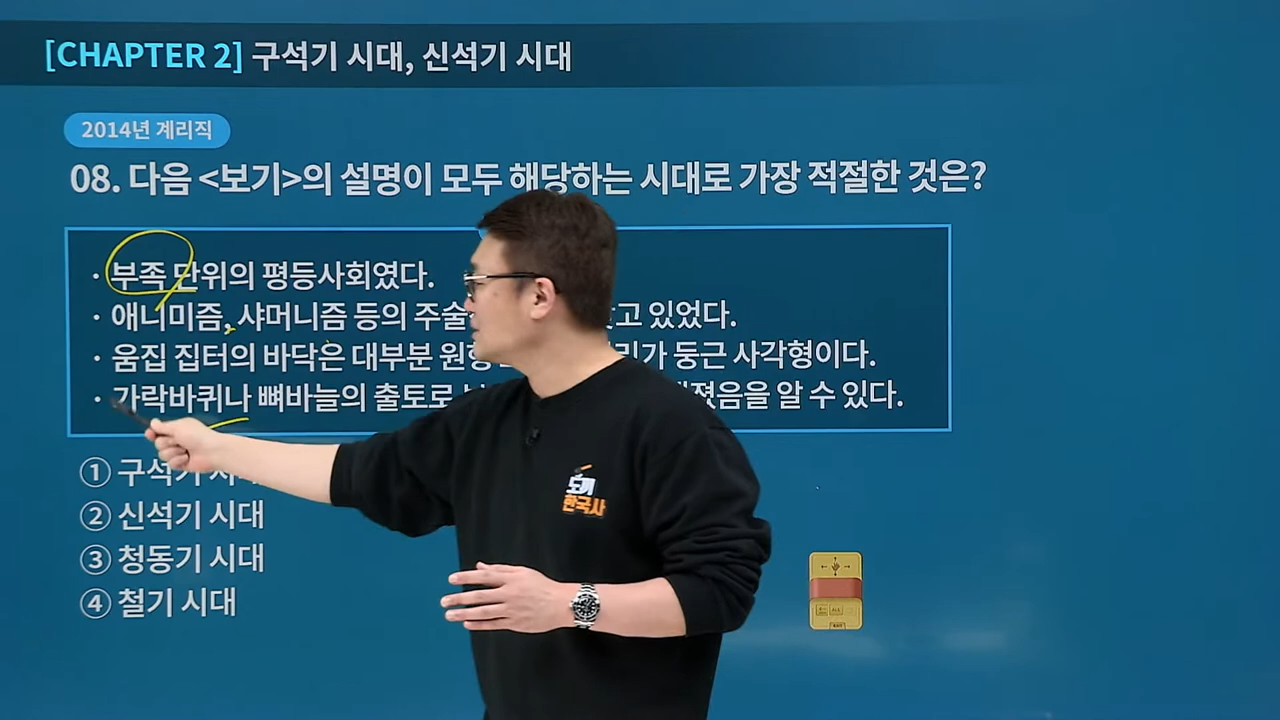 [CHAPTER 2] 구석기 시대, 신석기 시대
2014년 계리직
08. 다음 <보기>의 설명이 모두 해당하는 시대로 가장 적절한 것은?
· 부족 단위의 평등사회였다.
· 애니미즘, 샤머니즘 등의 주술 고 있었다.
· 움집 집터의 바닥은 대부분 원형 둥근 사각형이다.
· 가락바퀴나 뼈바늘의 출토로 졌음을 알 수 있다.
① 구석기 시대
② 신석기 시대
③ 청동기 시대
④ 철기 시대
도끼
한국사